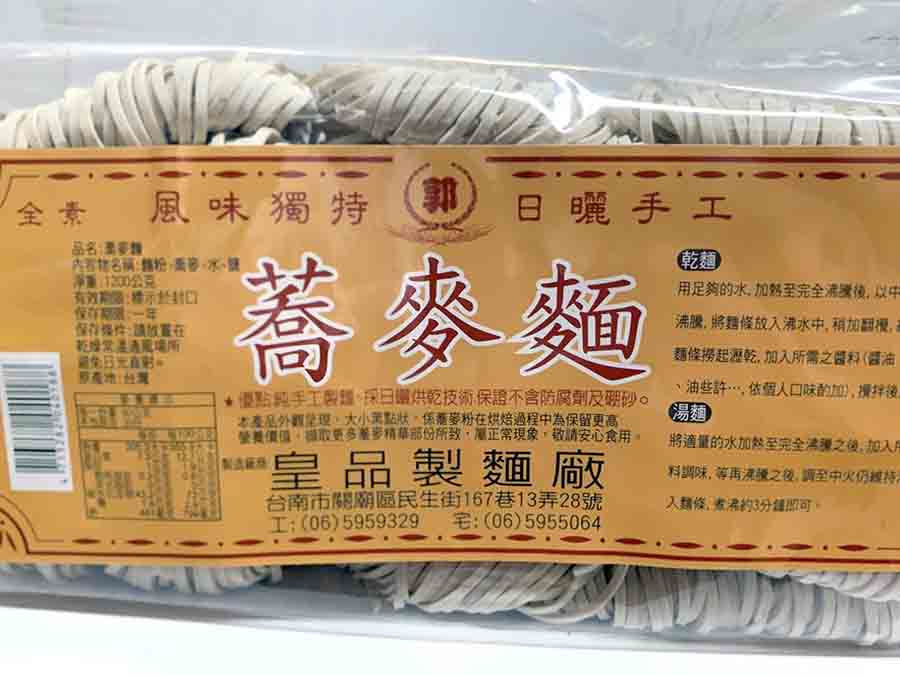 全素 風味獨特 郭 日曬手工
品名:蕎麥麵
內容物名稱:麵粉、蕎麥、水、鹽
淨重:1200公克
有效期限:標示於封口
保存期限:一年
保存條件:請放置在
乾燥常溫通風場所
避免日光直射。
原產地:台灣
蕎麥麵
★優點:純手工製麵、採日曬烘乾技術,保證不含防腐劑及硼砂。
本產品外觀呈現,大小黑點狀,係蕎麥粉在烘焙過程中為保留更高
營養價值,擷取更多蕎麥精華部份所致,屬正常現象,敬請安心食用。
製造廠商:皇品製麵廠
台南市關廟區民生街167巷13弄28號
工:(06)5959329 宅:(06)5955064
乾麵
用足夠的水,加熱至完全沸騰後,以中
沸騰,將麵條放入沸水中,稍加翻攪,
麵條撈起瀝乾,加入所需之醬料(醬油
、油些許…,依個人口味酌加),攪拌後
湯麵
將適量的水加熱至完全沸騰之後,加入
料調味,等再沸騰之後,調至中火仍維持
入麵條,煮沸約3分鐘即可。